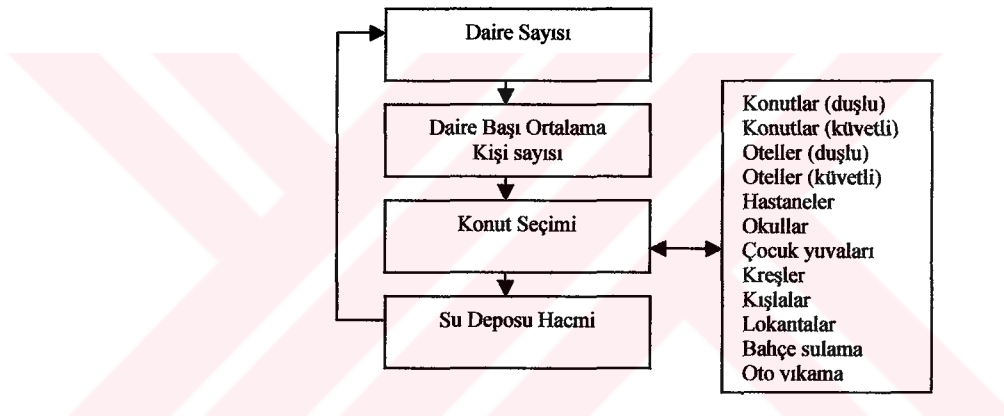 Daire Sayısı
Daire Başı Ortalama
Kişi sayısı
Konut Seçimi
Su Deposu Hacmi
Konutlar (duşlu)
Konutlar (küvetli)
Oteller (duşlu)
Oteller (küvetli)
Hastaneler
Okullar
Çocuk yuvaları
Kreşler
Kışlalar
Lokantalar
Bahçe sulama
Oto yıkama